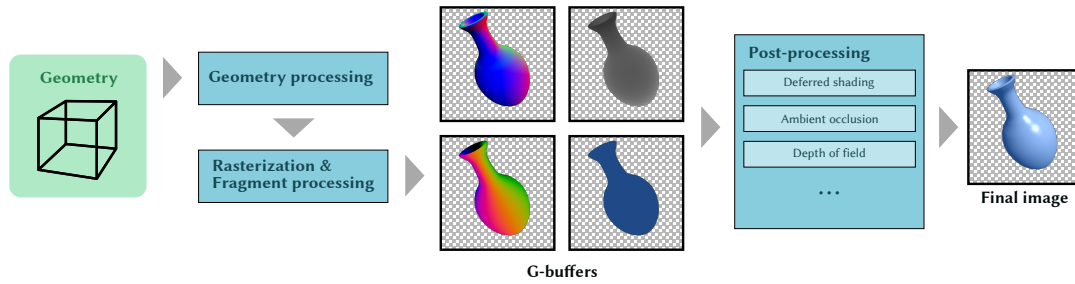 Geometry
Geometry processing
Rasterization &
Fragment processing
G-buffers
Post-processing
Deferred shading
Ambient occlusion
Depth of field
...
Final image